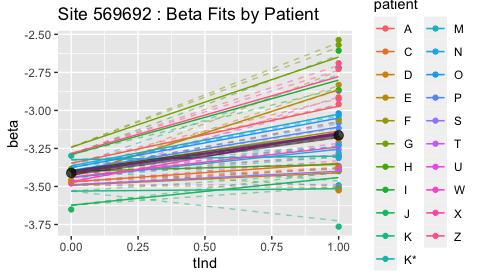 Site 569692 : Beta Fits by Patient
patient
-2.50
-2.75
-3.00
-3.25
-3.50
-3.75
beta
0.00 0.25 0.50 0.75 1.00
tInd
A M
C N
D O
E P
F S
G T
H U
I W
J X
K Z
K*